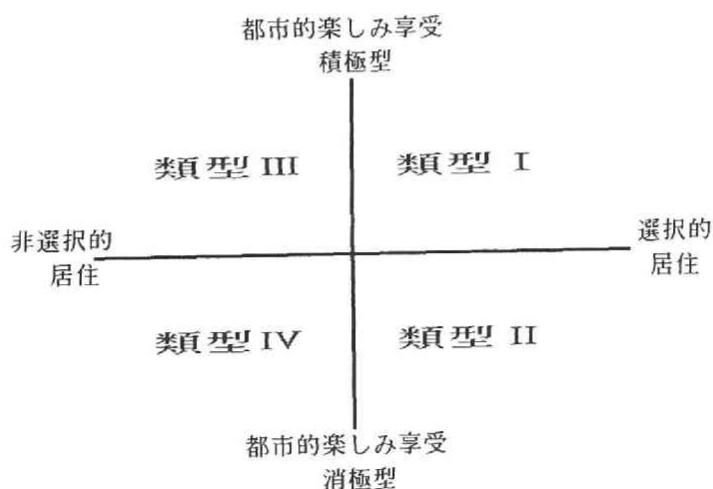 都市的楽しみ享受
積極型
類型 III
類型 I
非選択的
居住
選択的
居住
類型 IV
類型 II
都市的楽しみ享受
消極型